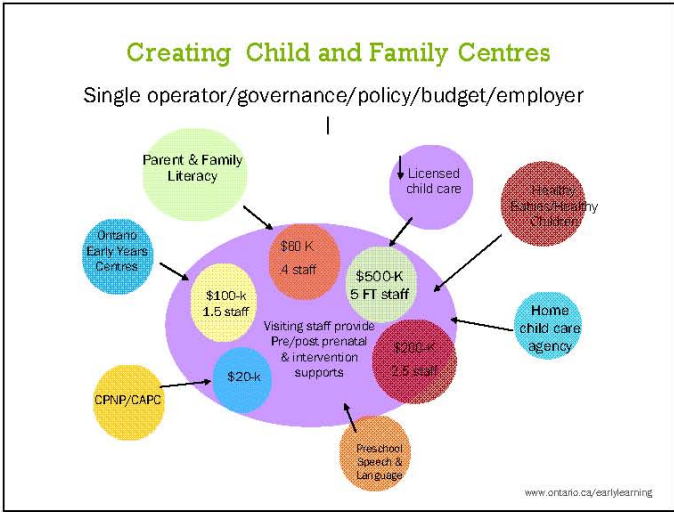 Creating Child and Family Centres
Single operator/governance/policy/budget/employer
Parent & Family
Literacy
Licensed
child care
Healthy
Babies/Healthy
Children
Ontario
Early Years
Centres
$60 K
4 staff
$500-K
5 FT staff
$100-k
1.5 staff
Visiting staff provide
Pre/post prenatal
& intervention
supports
Home
child care
agency
$200-K
2.5 staff
$20-k
CPNP/CAPC
Preschool
Speech &
Language
www.ontario.ca/earlylearning